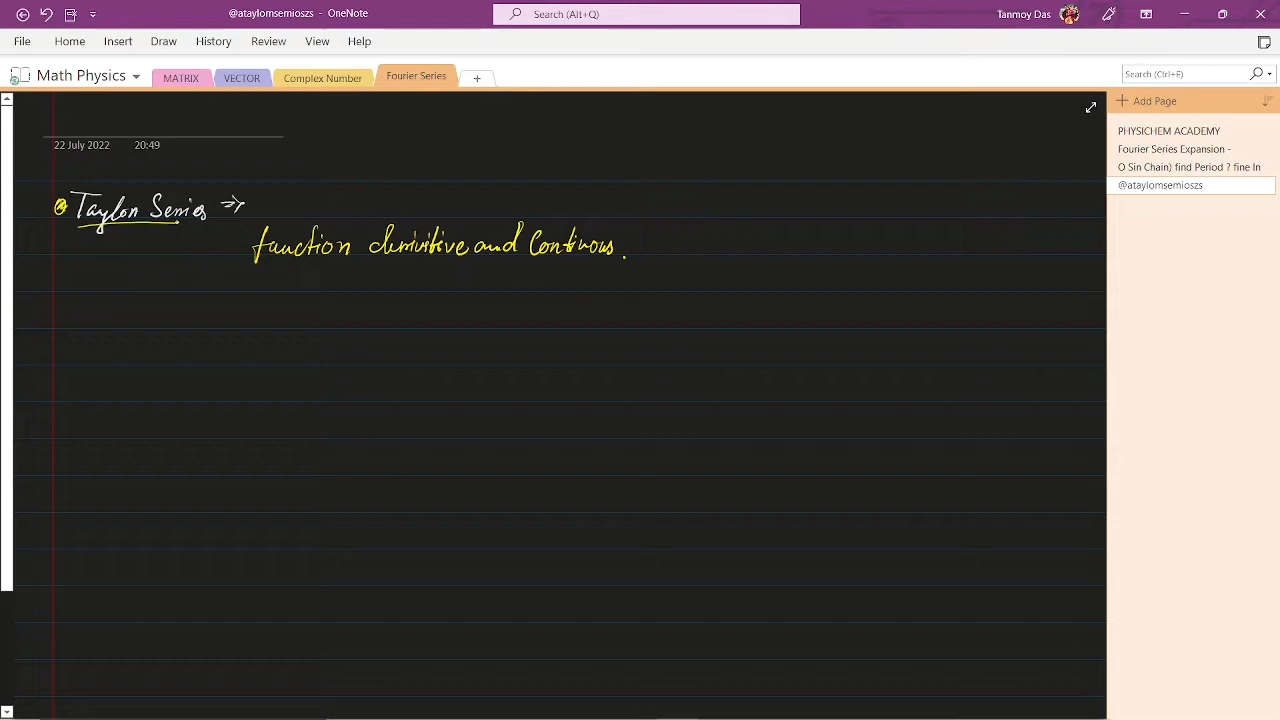 @ataylomsemioszs - OneNote
Search (Alt+Q)
Tanmoy Das
File Home Insert Draw History Review View Help
Math Physics
MATRIX VECTOR Complex Number Fourier Series +
Search (Ctrl+E)
Add Page
PHYSICHEM ACADEMY
Fourier Series Expansion -
O Sin Chain) find Period ? fine In
@ataylomsemioszs
22 July 2022 20:49
Taylor Series ⇒
function derivitive and Continous.